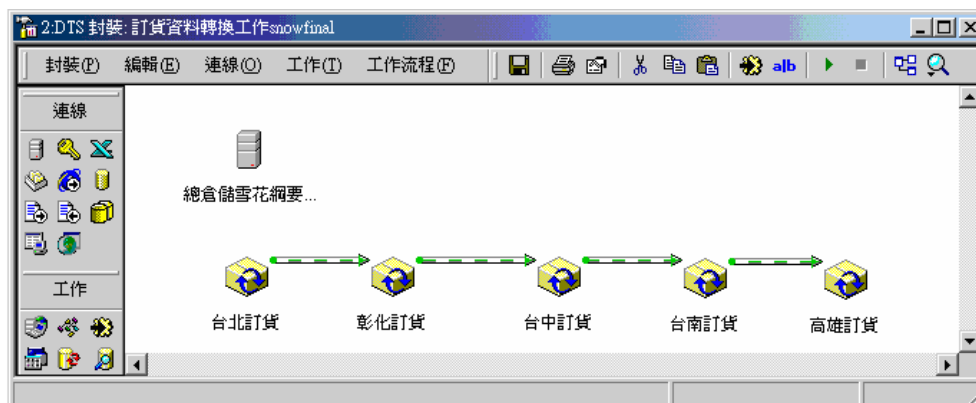 2:DTS 封裝: 訂貨資料轉換工作snowfinal
封裝(P) 編輯(E) 連線(O) 工作(T) 工作流程(F) a|b
連線
總倉儲雪花綱要...
工作
台北訂貨 彰化訂貨 台中訂貨 台南訂貨 高雄訂貨